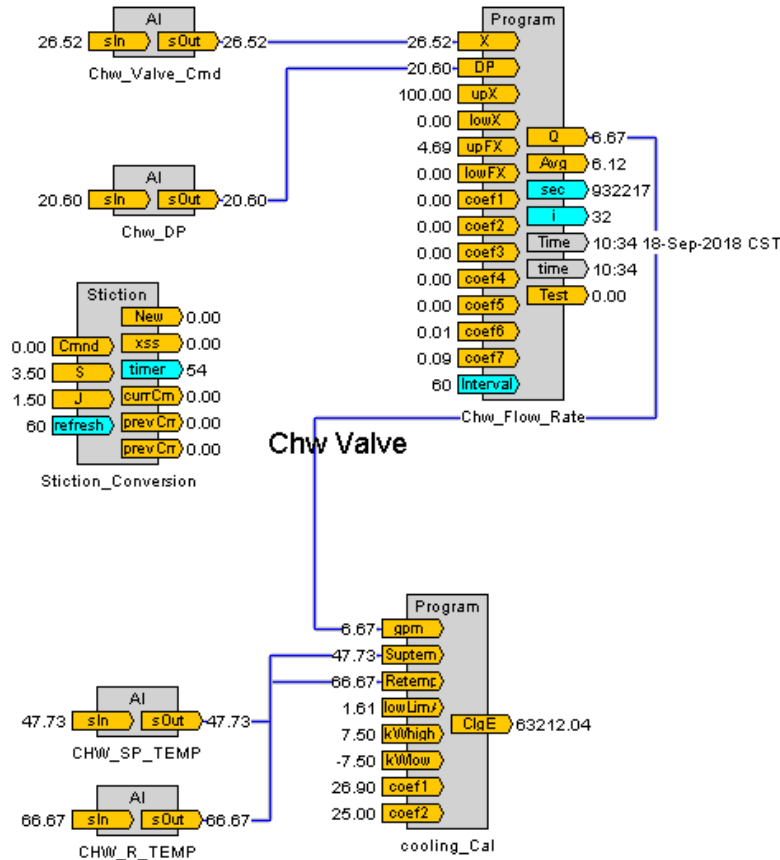 AI
26.52 sIn sOut 26.52
Chw_Valve_Cmd
AI
20.60 sIn sOut 20.60
Chw_DP
Program
26.52 X
20.60 DP
100.00 upX
0.00 lowX
4.69 upFX
0.00 lowFX
0.00 coef1
0.00 coef2
0.00 coef3
0.00 coef4
0.00 coef5
0.01 coef6
0.09 coef7
60 Interval
Q 6.67
Avg 6.12
sec 932217
i 32
Time 10:34 18-Sep-2018 CST
time 10:34
Test 0.00
Chw_Flow_Rate
Stiction
0.00 Cmnd
3.50 S
1.50 J
60 refresh
New 0.00
xss 0.00
timer 54
currCm 0.00
prevCrr 0.00
prevCrr 0.00
Stiction_Conversion
Chw Valve
Program
6.67 gpm
47.73 Suptem
66.67 Retemp
1.61 lowLim
7.50 kWhigh
-7.50 kWlow
26.90 coef1
25.00 coef2
ClgE 63212.04
cooling_Cal
AI
47.73 sIn sOut 47.73
CHW_SP_TEMP
AI
66.67 sIn sOut 66.67
CHW_R_TEMP